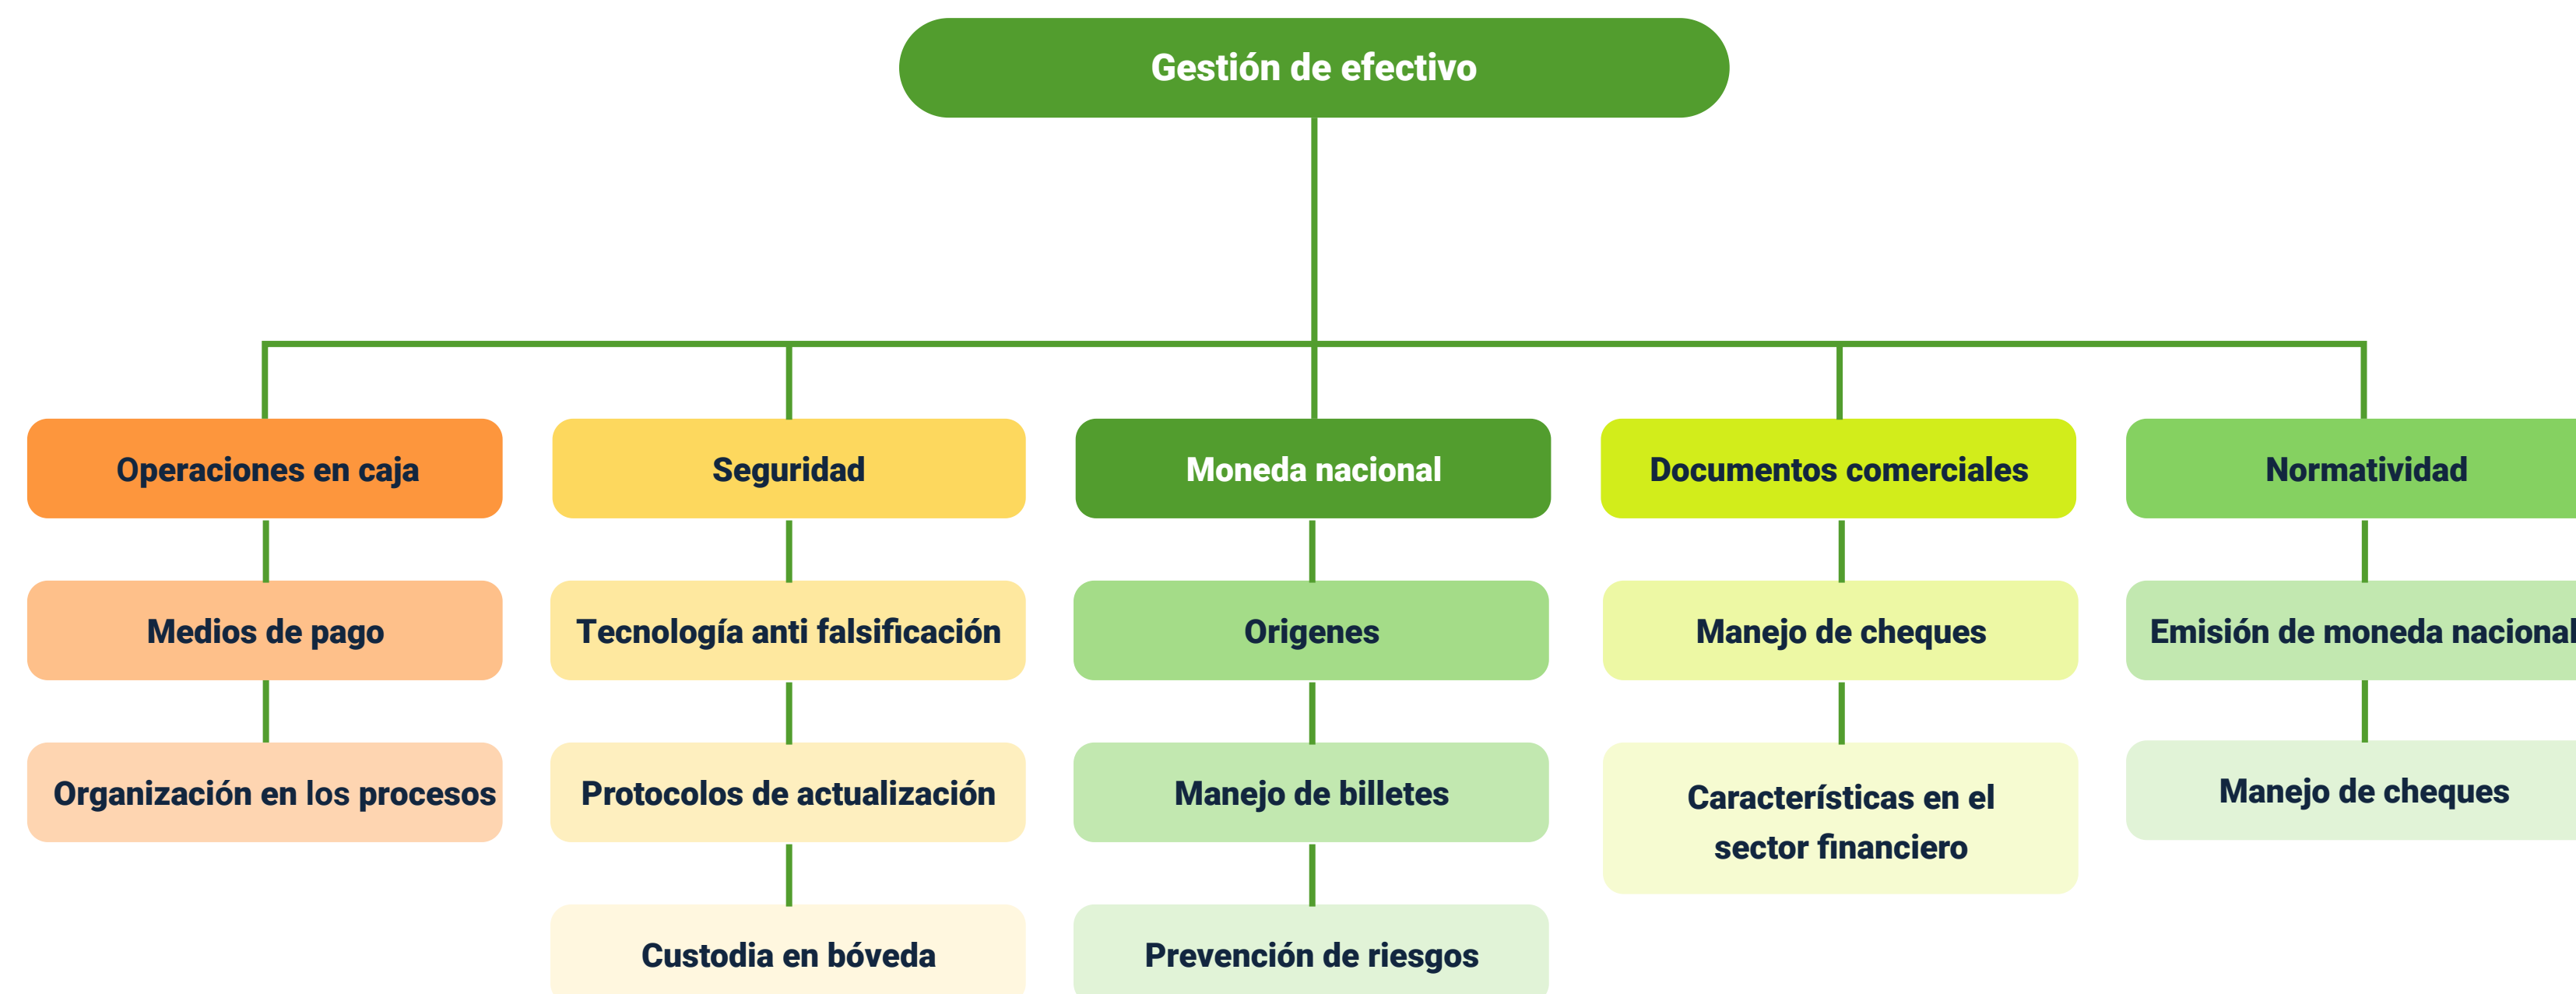 Gestión de efectivo
Operaciones en caja
Seguridad
Moneda nacional
Documentos comerciales
Normatividad
Medios de pago
Tecnología anti falsificación
Origenes
Manejo de cheques
Emisión de moneda nacional
Organización en los procesos
Protocolos de actualización
Manejo de billetes
Características en el
sector financiero
Manejo de cheques
Custodia en bóveda
Prevención de riesgos